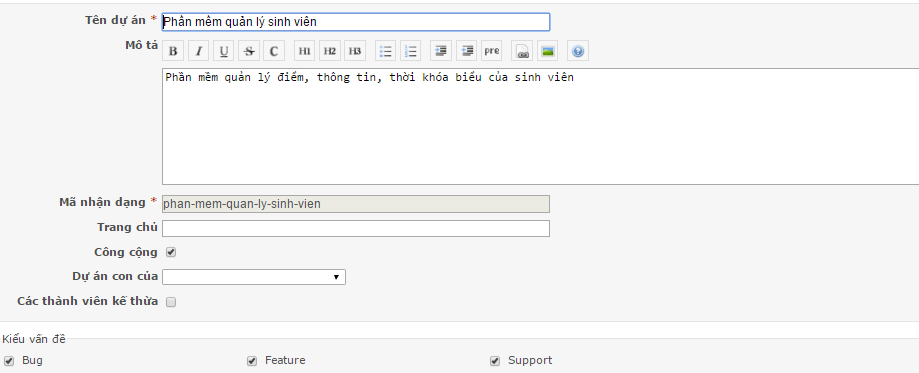 Tên dự án * Phần mềm quản lý sinh viên
Mô tả B I U S C H1 H2 H3 pre
Phần mềm quản lý điểm, thông tin, thời khóa biểu của sinh viên
Mã nhận dạng * phan-mem-quan-ly-sinh-vien
Trang chủ
Công cộng
Dự án con của
Các thành viên kế thừa
Kiểu vấn đề
Bug Feature Support